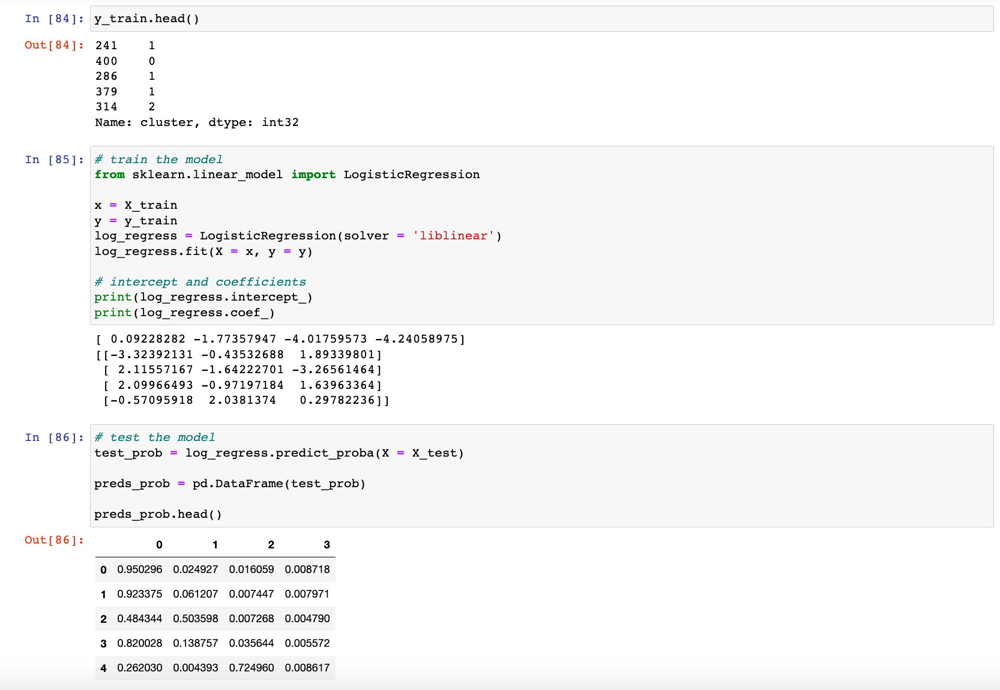 In [84]: y_train.head()
Out[84]: 241    1
400    0
286    1
379    1
314    2
Name: cluster, dtype: int32
In [85]: # train the model
from sklearn.linear_model import LogisticRegression
x = X_train
y = y_train
log_regress = LogisticRegression(solver = 'liblinear')
log_regress.fit(X = x, y = y)
# intercept and coefficients
print(log_regress.intercept_)
print(log_regress.coef_)
[ 0.09228282 -1.77357947 -4.01759573 -4.24058975]
[[-3.32392131 -0.43532688  1.89339801]
 [ 2.11557167 -1.64222701 -3.26561464]
 [ 2.09966493 -0.97197184  1.63963364]
 [-0.57095918  2.0381374   0.29782236]]
In [86]: # test the model
test_prob = log_regress.predict_proba(X = X_test)
preds_prob = pd.DataFrame(test_prob)
preds_prob.head()
Out[86]:
0 1 2 3
0 0.950296 0.024927 0.016059 0.008718
1 0.923375 0.061207 0.007447 0.007971
2 0.484344 0.503598 0.007268 0.004790
3 0.820028 0.138757 0.035644 0.005572
4 0.262030 0.004393 0.724960 0.008617